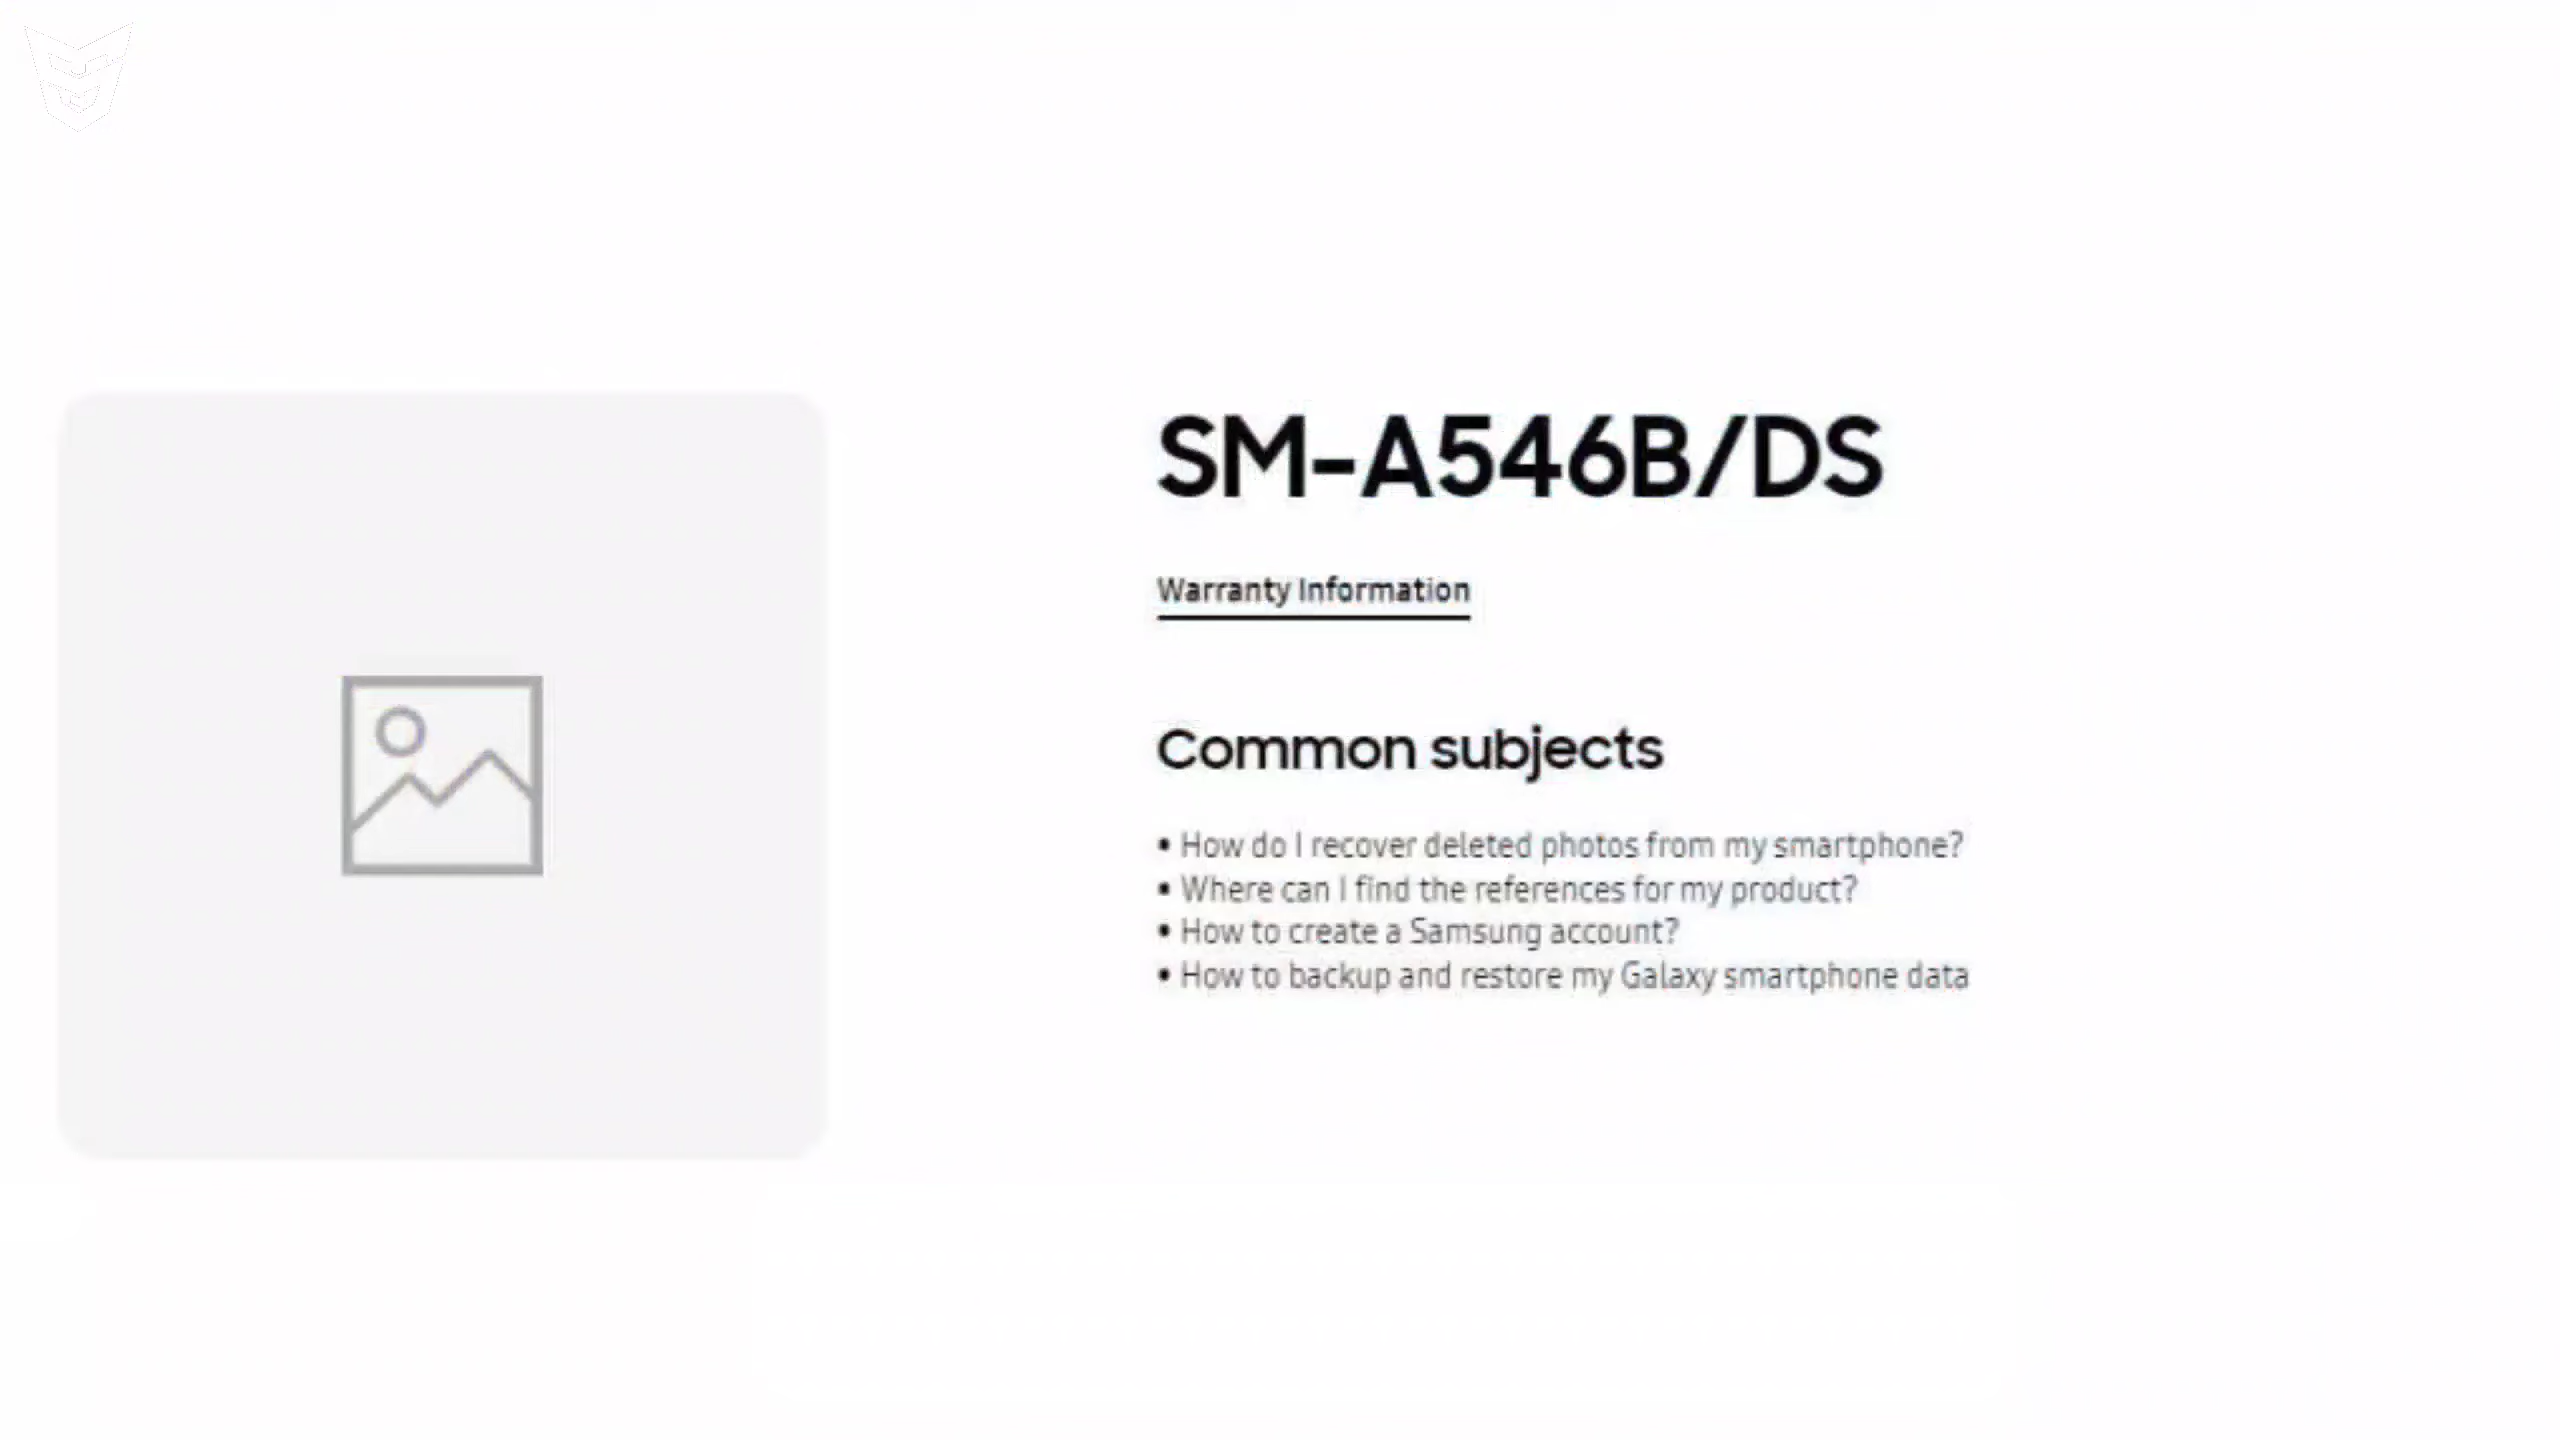 SM-A546B/DS
Warranty Information
Common subjects
• How do I recover deleted photos from my smartphone?
• Where can I find the references for my product?
• How to create a Samsung account?
• How to backup and restore my Galaxy smartphone data